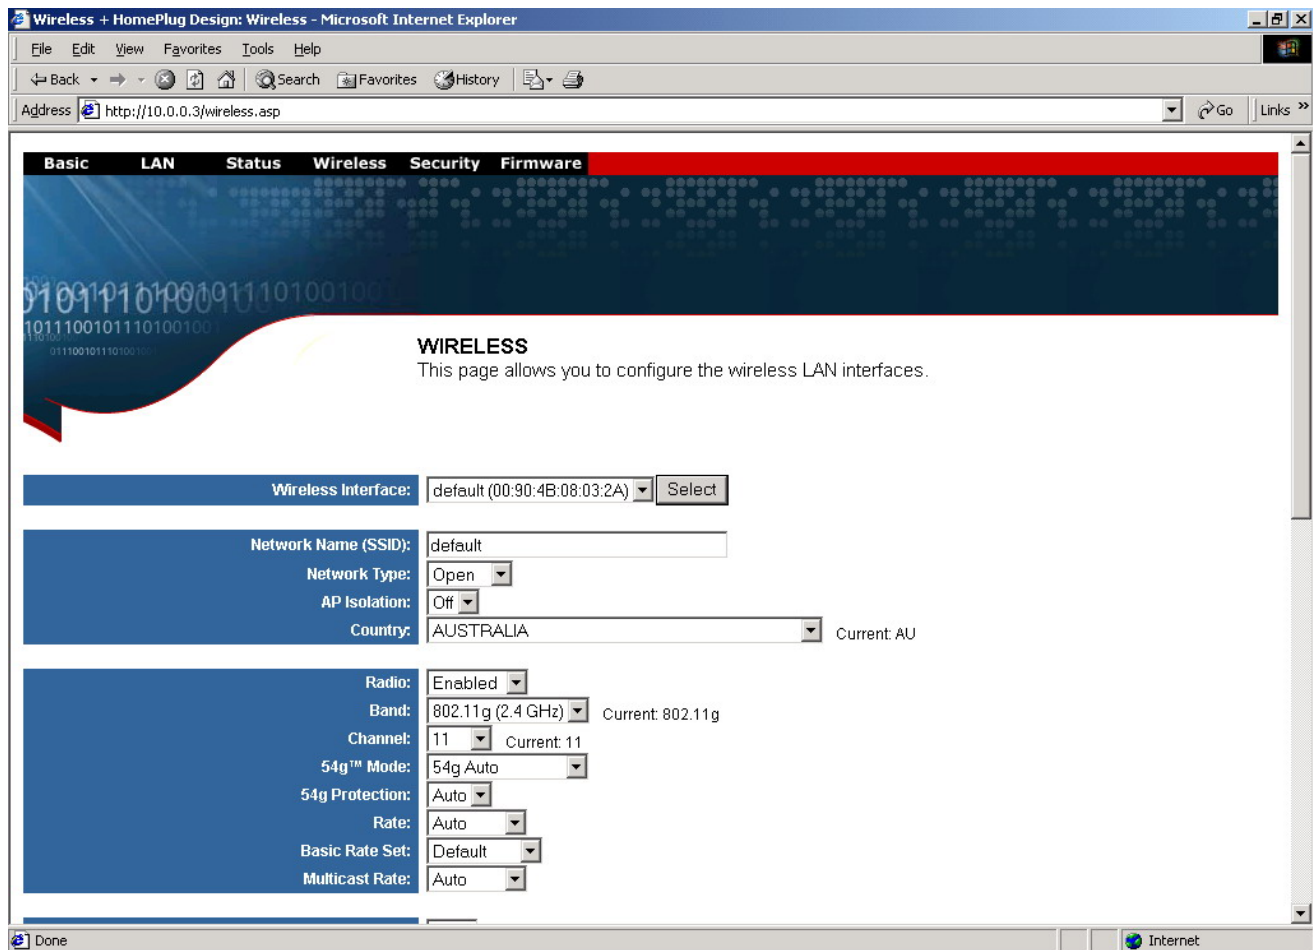 Wireless + HomePlug Design: Wireless - Microsoft Internet Explorer
File Edit View Favorites Tools Help
Back Search Favorites History
Address http://10.0.0.3/wireless.asp Go Links »
Basic LAN Status Wireless Security Firmware
WIRELESS
This page allows you to configure the wireless LAN interfaces.
Wireless Interface: default (00:90:4B:08:03:2A) Select
Network Name (SSID): default
Network Type: Open
AP Isolation: Off
Country: AUSTRALIA Current: AU
Radio: Enabled
Band: 802.11g (2.4 GHz) Current: 802.11g
Channel: 11 Current: 11
54g™ Mode: 54g Auto
54g Protection: Auto
Rate: Auto
Basic Rate Set: Default
Multicast Rate: Auto
Done Internet